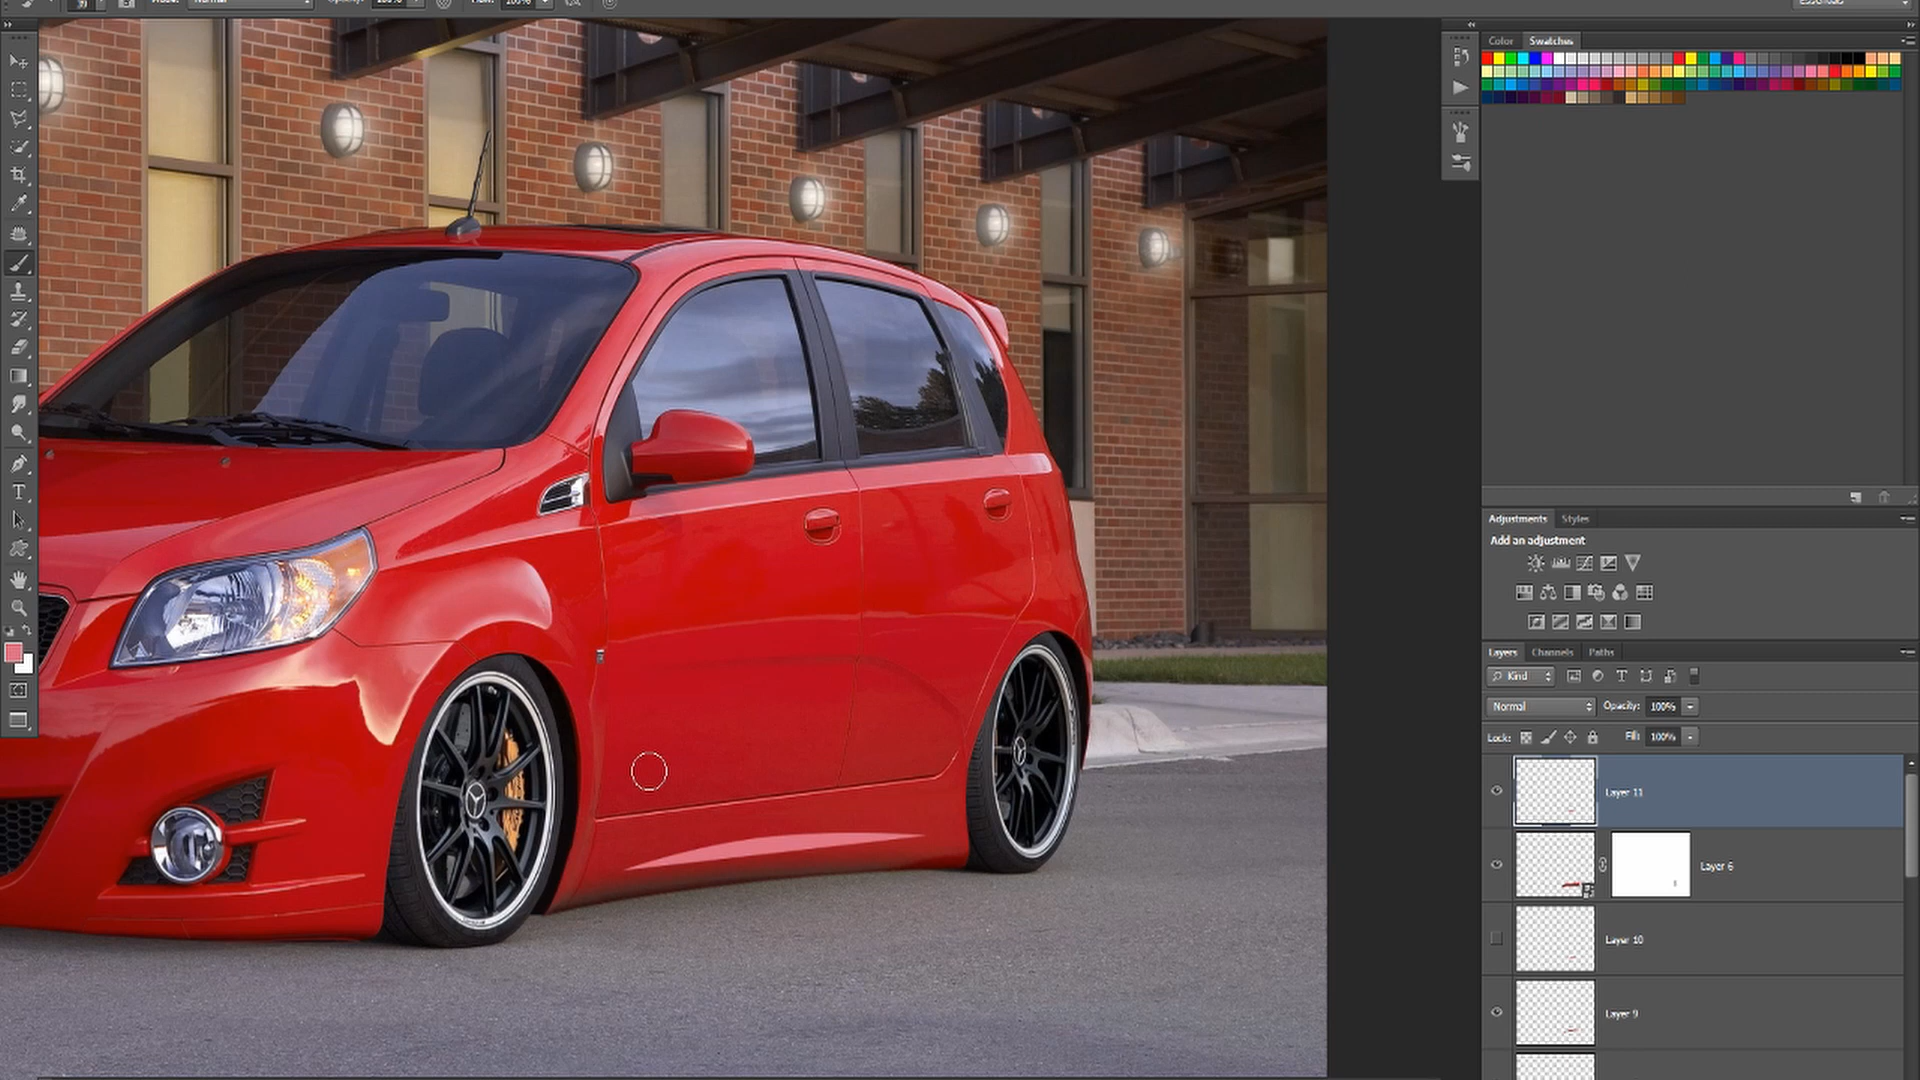 Essentials
Color Swatches
Adjustments Styles
Add an adjustment
Layers Channels Paths
Kind
Normal Opacity: 100%
Lock: Fill: 100%
Layer 11
Layer 6
Layer 10
Layer 9